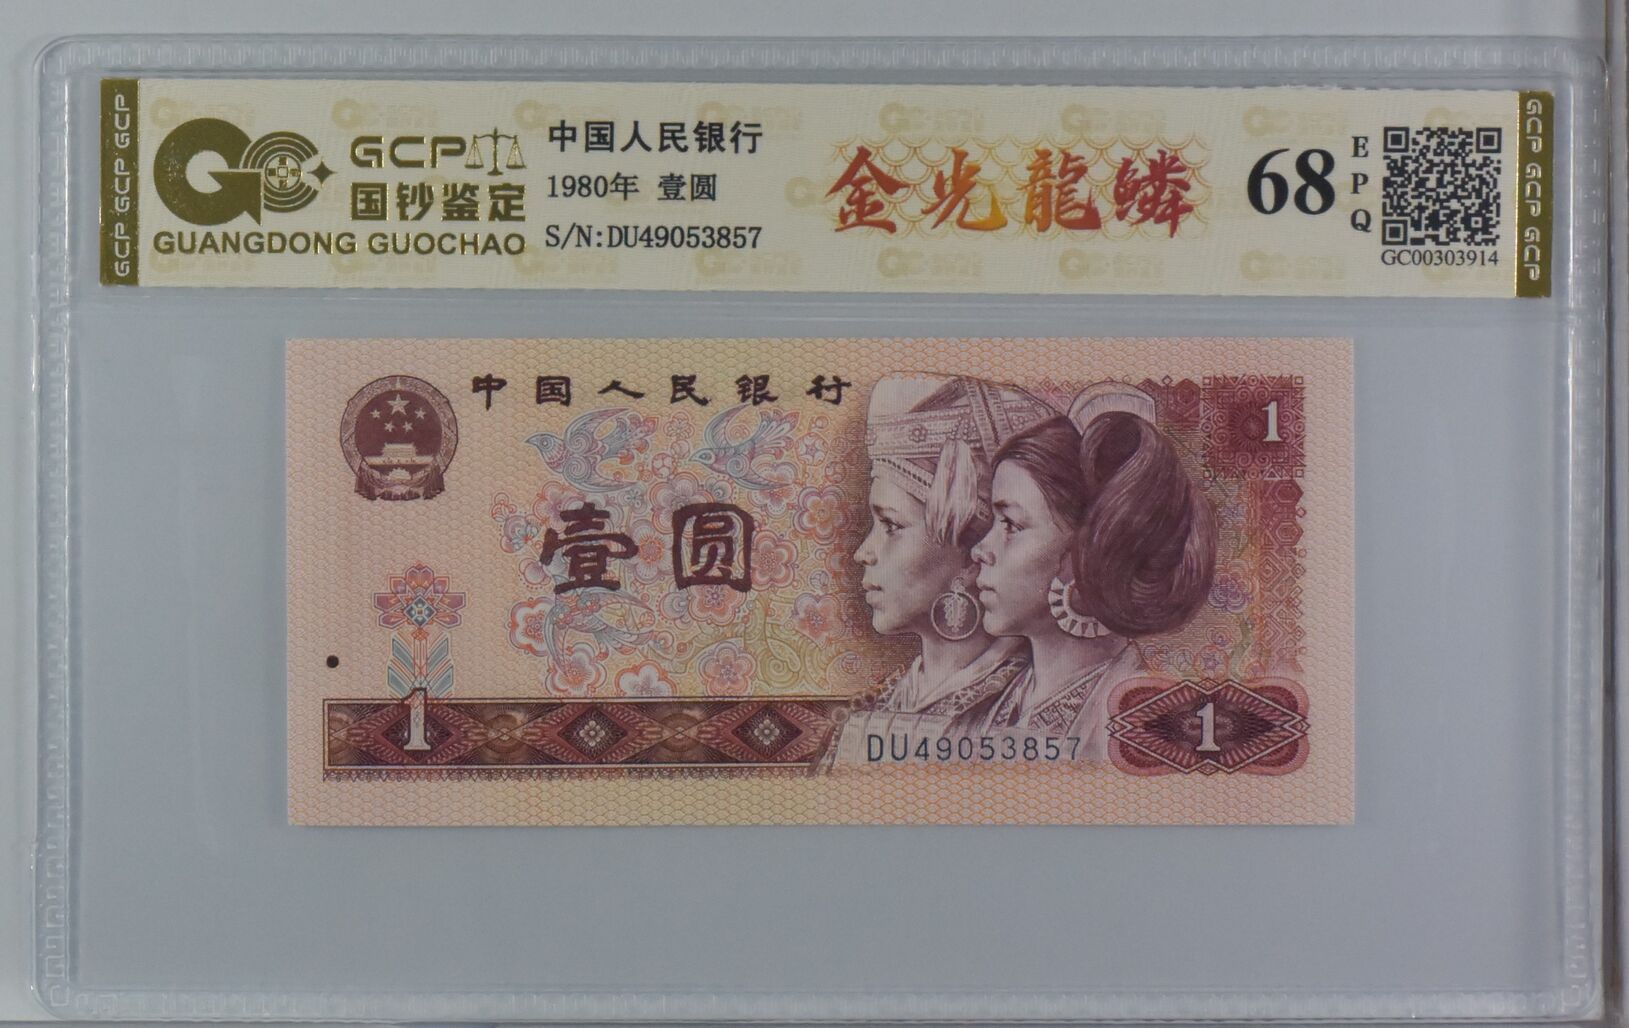 GCP GCP GCP
GCP
国钞鉴定
GUANGDONG GUOCHAO
中国人民银行
1980年 壹圆
S/N:DU49053857
金光龍鳞
68
EPQ
GC00303914
GCP GCP GCP
中国人民银行
1
壹圆
1
DU49053857
1